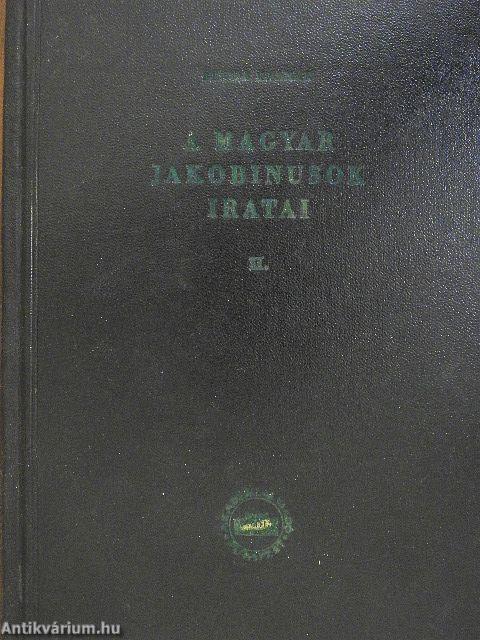 A MAGYAR
JAKOBINUSOK
IRATAI
II.
Antikvárium.hu